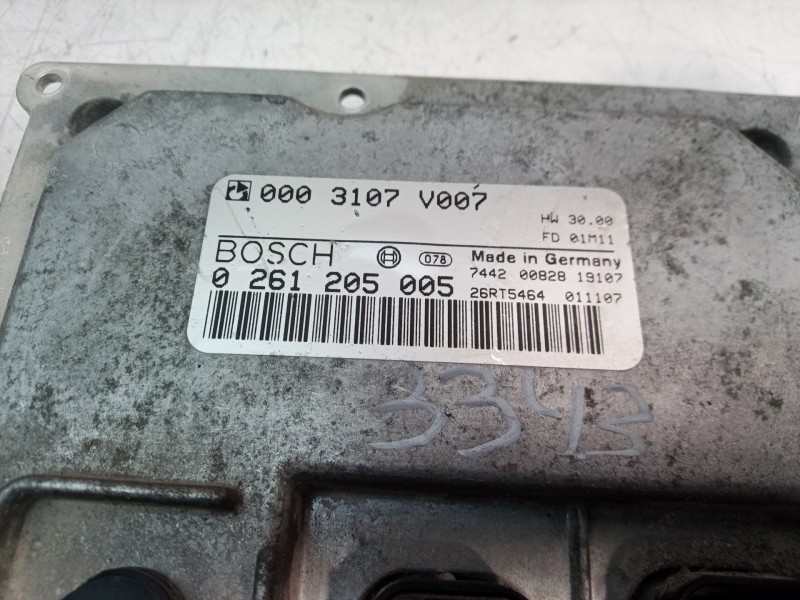 000 3107 V007
HW 30.00
FD 01M11
BOSCH 078 Made in Germany
0 261 205 005 7442 00828 19107
26RT5464 011107
3343